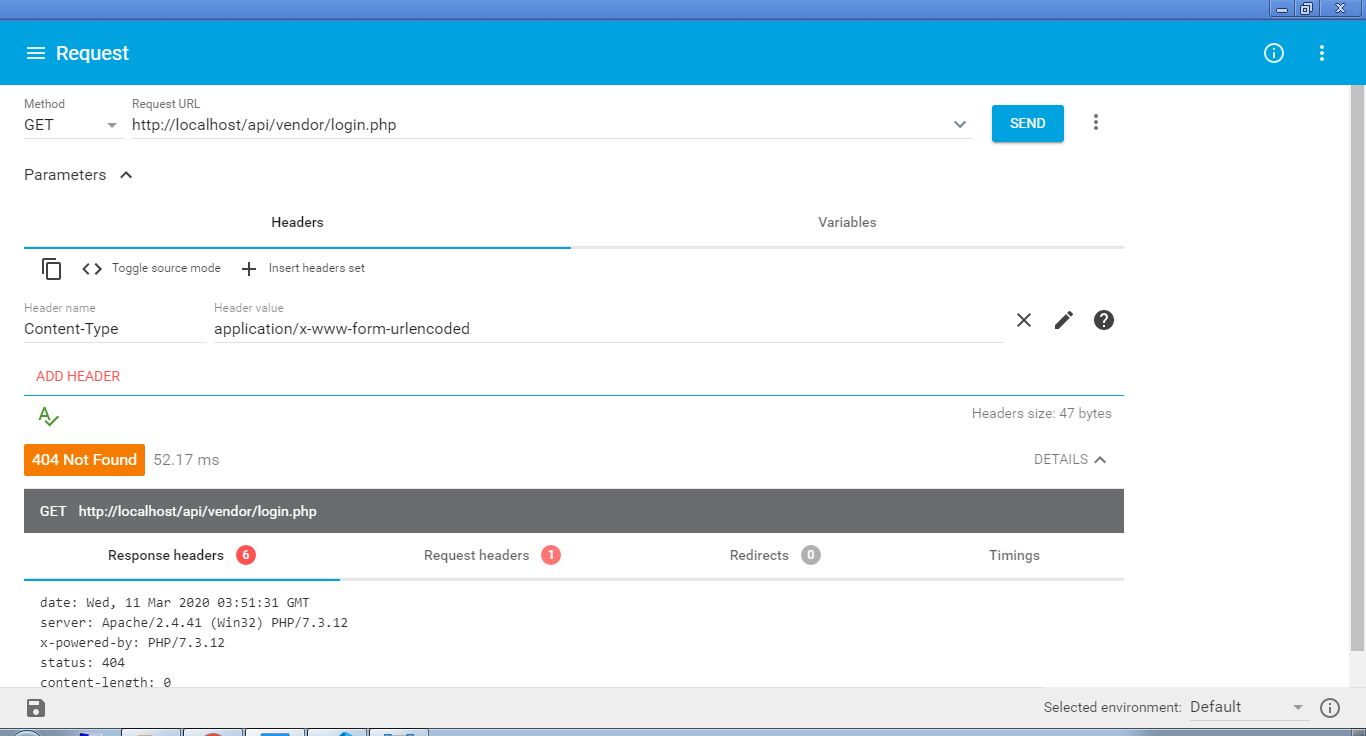 Request
Method
Request URL
GET
http://localhost/api/vendor/login.php
SEND
Parameters
Headers
Variables
Toggle source mode
Insert headers set
Header name
Header value
Content-Type
application/x-www-form-urlencoded
ADD HEADER
Headers size: 47 bytes
404 Not Found
52.17 ms
DETAILS
GET http://localhost/api/vendor/login.php
Response headers 6
Request headers 1
Redirects 0
Timings
date: Wed, 11 Mar 2020 03:51:31 GMT
server: Apache/2.4.41 (Win32) PHP/7.3.12
x-powered-by: PHP/7.3.12
status: 404
content-length: 0
Selected environment: Default